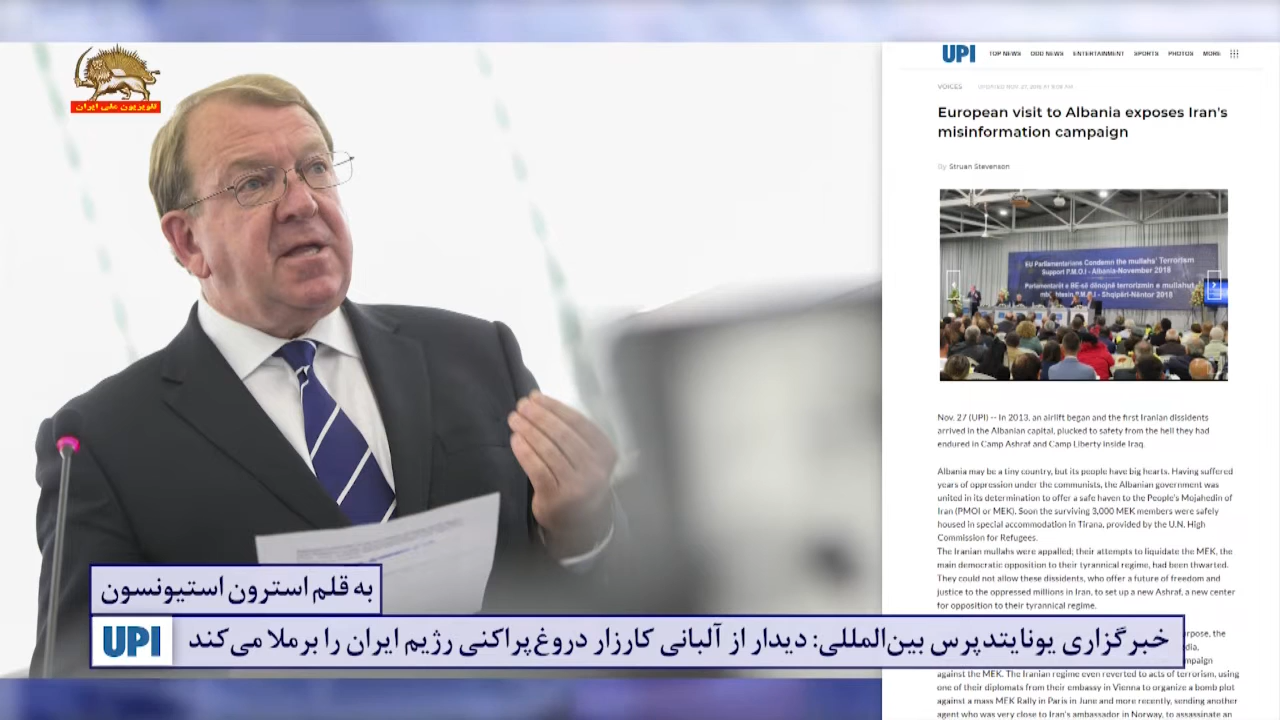 تلویزیون ملی ایران
به قلم استرون استیونسون
UPI
خبرگزاری یونایتدپرس بین‌المللی: دیدار از آلبانی کارزار دروغ‌پراکنی رژیم ایران را برملا می‌کند
UPI
TOP NEWS ODD NEWS ENTERTAINMENT SPORTS PHOTOS MORE
VOICES
European visit to Albania exposes Iran's
misinformation campaign
By Struan Stevenson
EU Parliamentarians Condemn the mullahs' Terrorism
Support P.M.O.I - Albania-November 2018
Parlamentarët e BE-së dënojnë terrorizmin e mullahut
P.M.O.I - Shqipëri-Nëntor 2018
Nov. 27 (UPI) -- In 2013, an airlift began and the first Iranian dissidents
arrived in the Albanian capital, plucked to safety from the hell they had
endured in Camp Ashraf and Camp Liberty inside Iraq.
Albania may be a tiny country, but its people have big hearts. Having suffered
years of oppression under the communists, the Albanian government was
united in its determination to offer a safe haven to the People's Mojahedin of
Iran (PMOI or MEK). Soon the surviving 3,000 MEK members were safely
housed in special accommodation in Tirana, provided by the U.N. High
Commission for Refugees.
The Iranian mullahs were appalled; their attempts to liquidate the MEK, the
main democratic opposition to their tyrannical regime, had been thwarted.
They could not allow these dissidents, who offer a future of freedom and
justice to the oppressed millions in Iran, to set up a new Ashraf, a new center
for opposition to their tyrannical regime.
the
against the MEK. The Iranian regime even reverted to acts of terrorism, using
one of their diplomats from their embassy in Vienna to organize a bomb plot
against a mass MEK Rally in Paris in June and more recently, sending another
agent who was very close to Iran's ambassador in Norway, to assassinate an